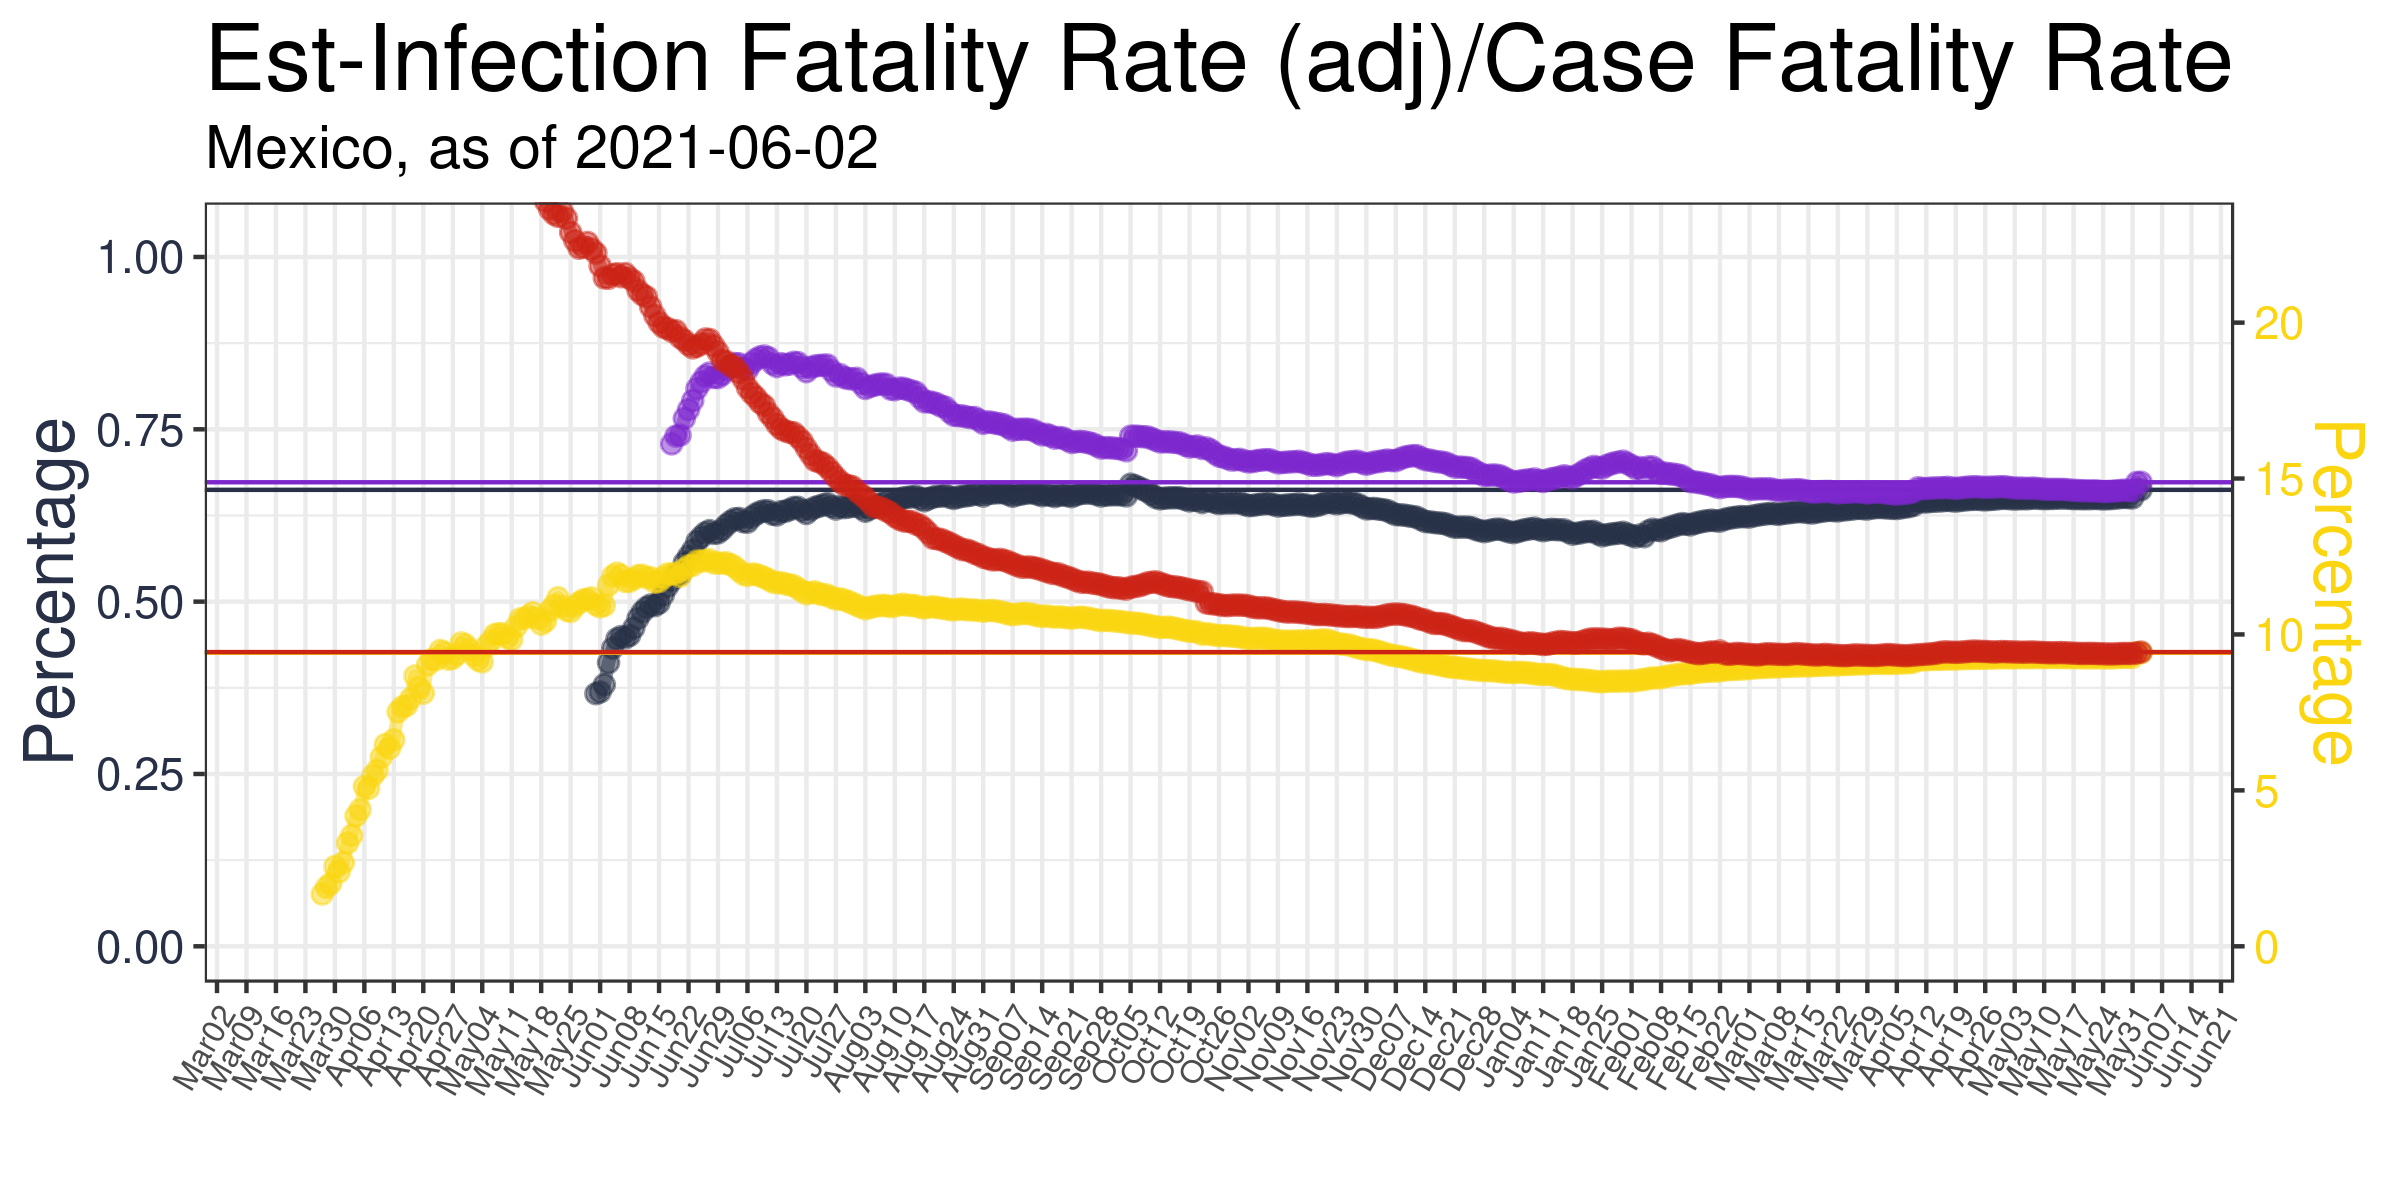 Est-Infection Fatality Rate (adj)/Case Fatality Rate
Mexico, as of 2021-06-02
Percentage
1.00
0.75
0.50
0.25
0.00
Percentage
20
15
10
5
0
Mar02
Mar09
Mar16
Mar23
Mar30
Apr06
Apr13
Apr20
Apr27
May04
May11
May18
May25
Jun01
Jun08
Jun15
Jun22
Jun29
Jul06
Jul13
Jul20
Jul27
Aug03
Aug10
Aug17
Aug24
Aug31
Sep07
Sep14
Sep21
Sep28
Oct05
Oct12
Oct19
Oct26
Nov02
Nov09
Nov16
Nov23
Nov30
Dec07
Dec14
Dec21
Dec28
Jan04
Jan11
Jan18
Jan25
Feb01
Feb08
Feb15
Feb22
Mar01
Mar08
Mar15
Mar22
Mar29
Apr05
Apr12
Apr19
Apr26
May03
May10
May17
May24
May31
Jun07
Jun14
Jun21